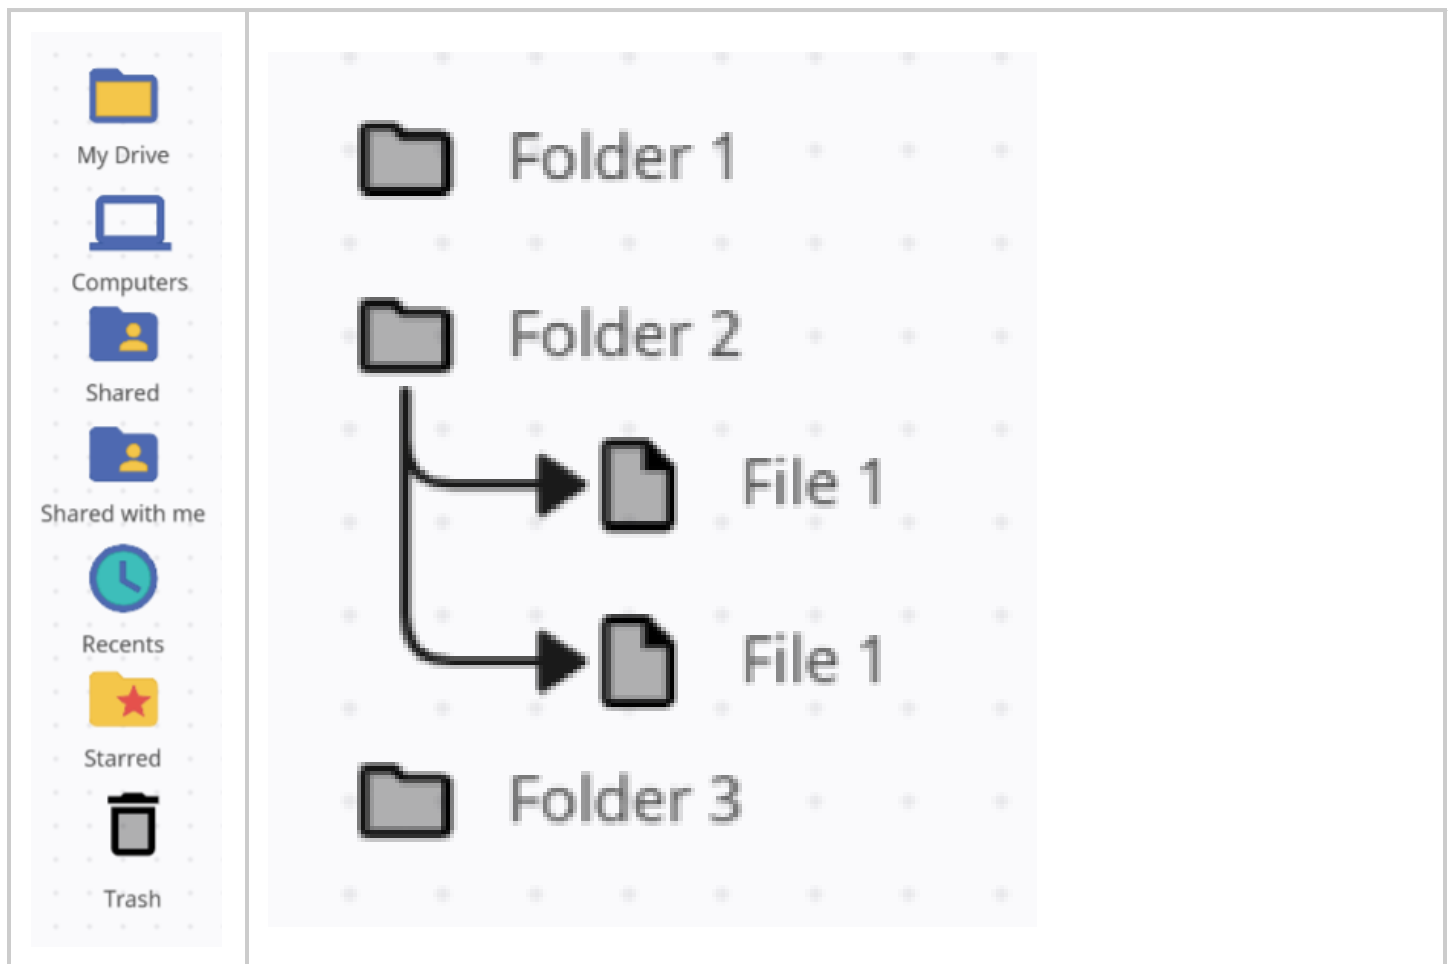 My Drive
Computers
Shared
Shared with me
Recents
Starred
Trash
Folder 1
Folder 2
File 1
File 1
Folder 3